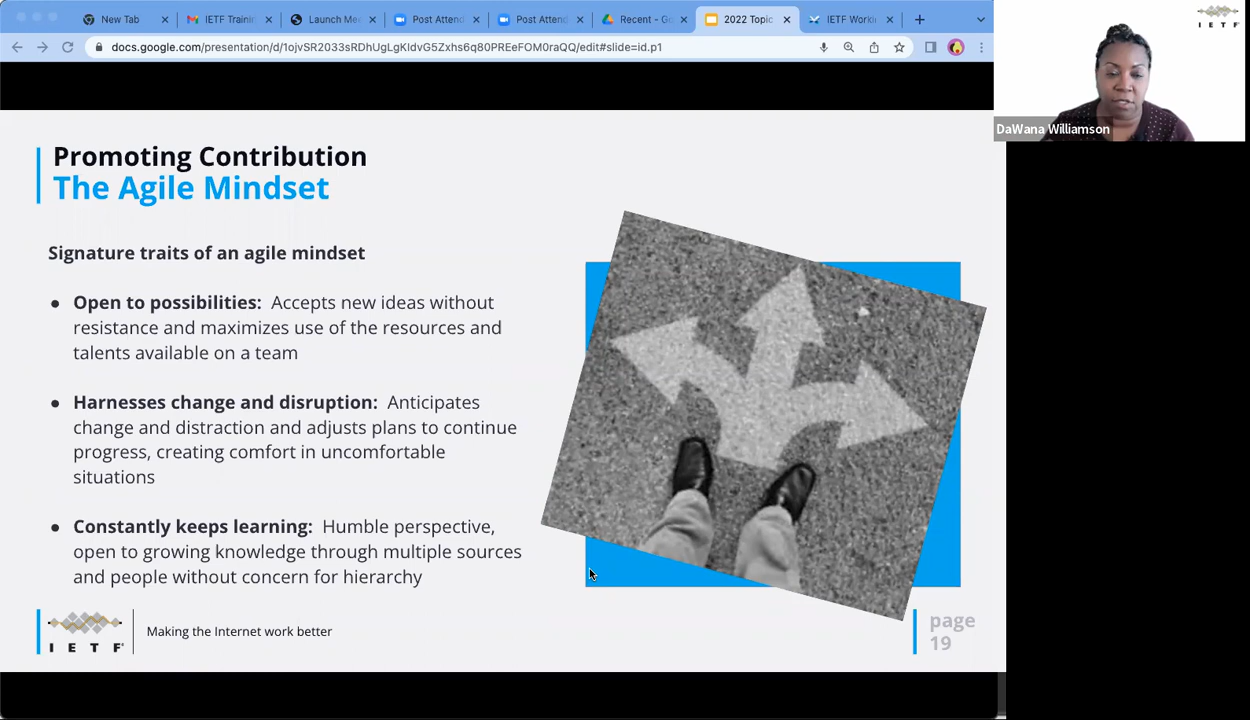 New Tab
IETF Trainin
Launch Mee
Post Attend
Post Attend
Recent - Go
2022 Topic
IETF Worki
docs.google.com/presentation/d/1ojvSR2033sRDhUgLgKIdvG5Zxhs6q80PREeFOM0raQQ/edit#slide=id.p1
I E T F
DaWana Williamson
Promoting Contribution
The Agile Mindset
Signature traits of an agile mindset
● Open to possibilities: Accepts new ideas without
resistance and maximizes use of the resources and
talents available on a team
● Harnesses change and disruption: Anticipates
change and distraction and adjusts plans to continue
progress, creating comfort in uncomfortable
situations
● Constantly keeps learning: Humble perspective,
open to growing knowledge through multiple sources
and people without concern for hierarchy
I E T F
Making the Internet work better
page
19